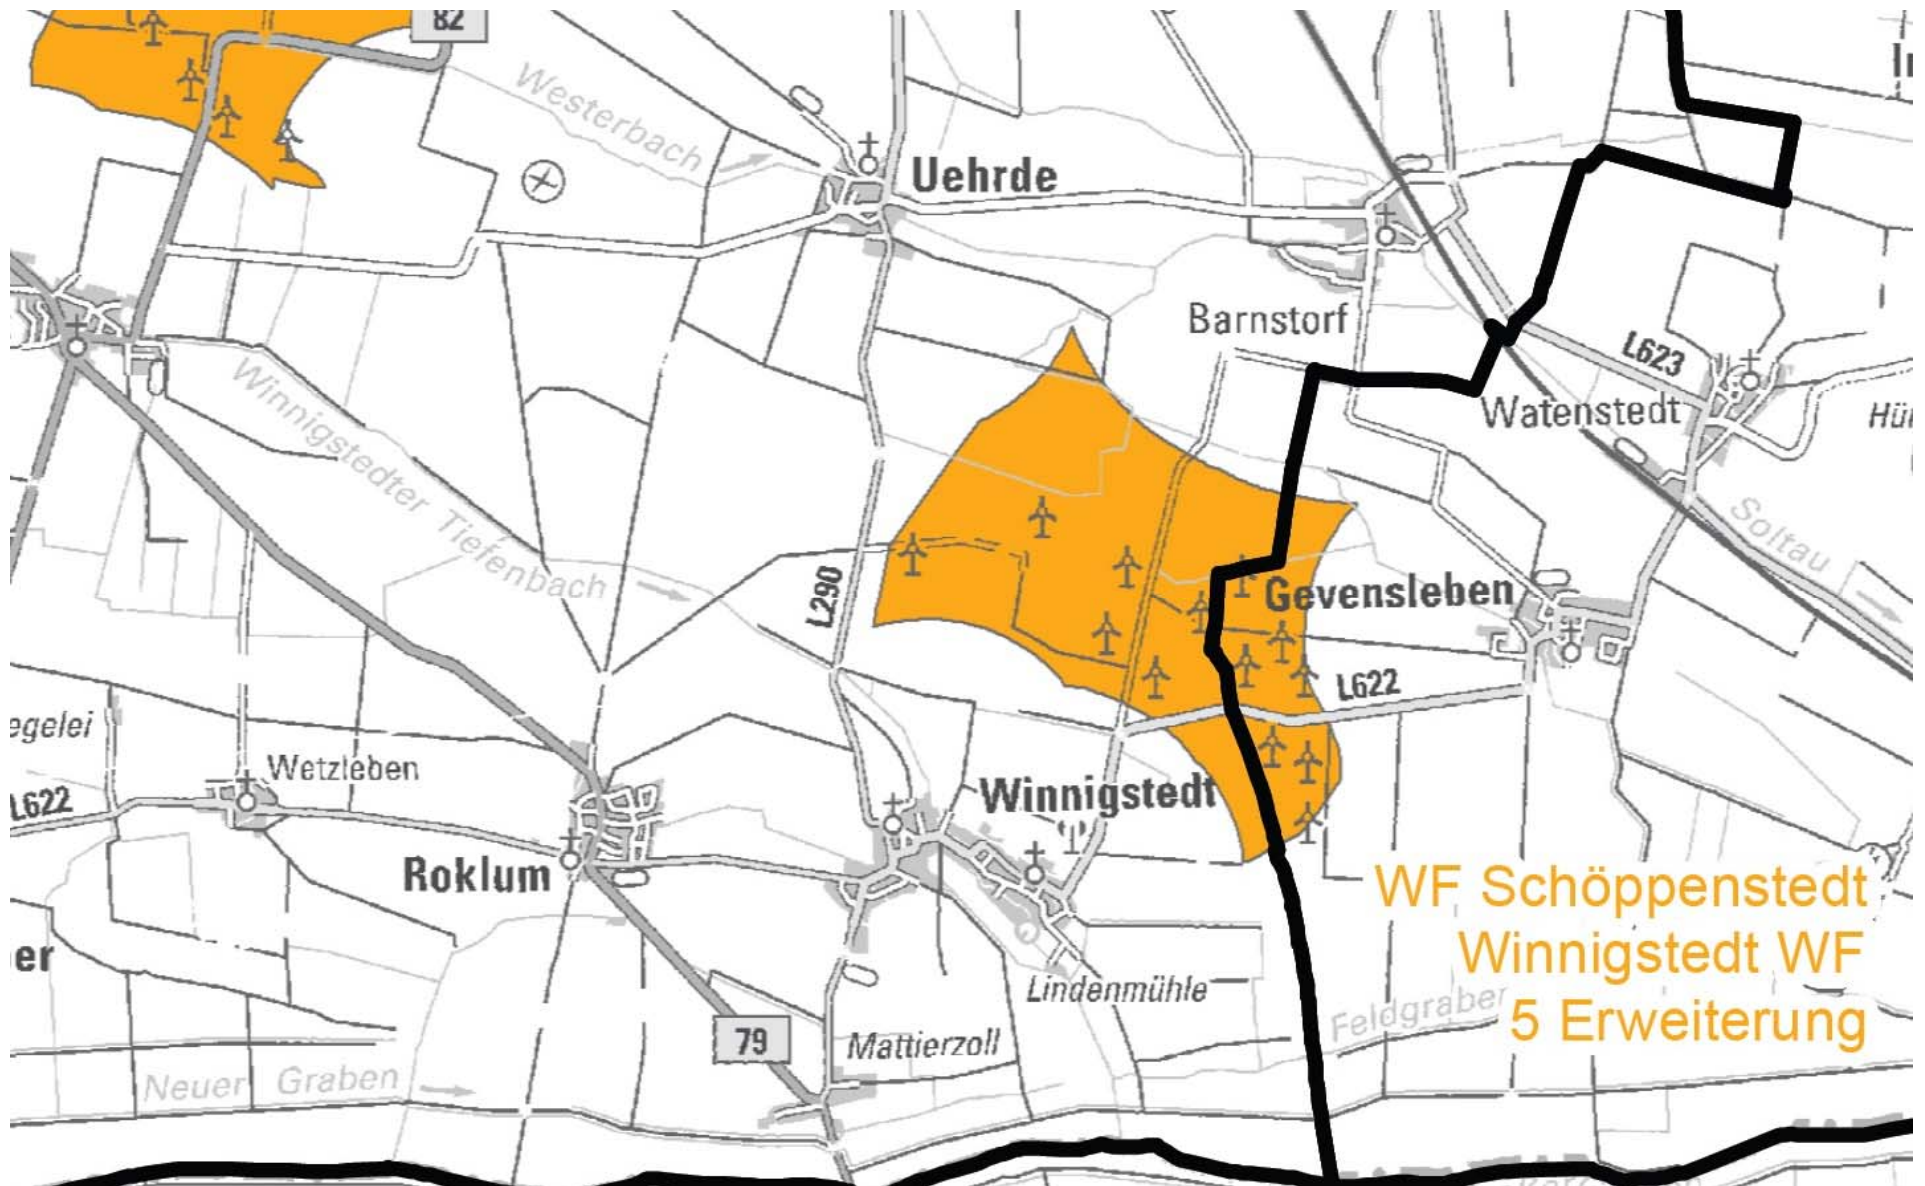 82
Westerbach
Uehrde
Barnstorf
L623
Watenstedt
Winnigstedter Tiefenbach
L290
Soltau
Gevensleben
L622
egelei
Wetzleben
L622
Winnigstedt
Roklum
WF Schöppenstedt
Winnigstedt WF
5 Erweiterung
er
Lindenmühle
Feldgraben
79
Mattierzoll
Neuer Graben